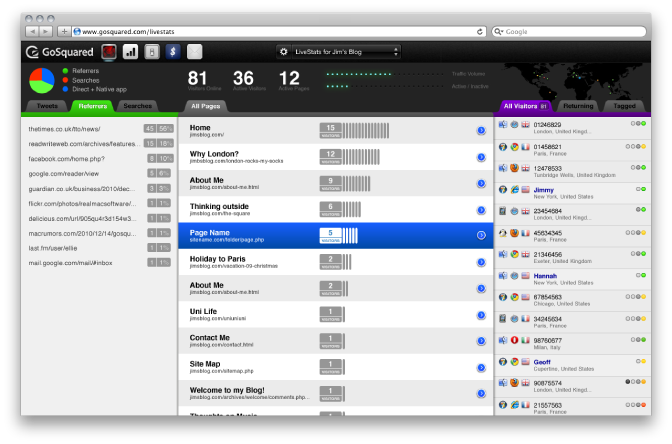 www.gosquared.com/livestats
Google
GoSquared
LiveStats for Jim's Blog
Referrers
Searches
Direct + Native app
81
Visitors Online
36
Active Visitors
12
Active Pages
Traffic Volume
Active : Inactive
Tweets
Referrers
Searches
All Pages
All Visitors 81
Returning
Tagged
thetimes.co.uk/tto/news/ 45 56%
readwriteweb.com/archives/features... 15 18%
facebook.com/home.php? 8 10%
google.com/reader/view 5 6%
guardian.co.uk/business/2010/dec... 3 3%
flickr.com/photos/realmacsoftware/ 1 1%
delicious.com/url/905qu4r3d154w3... 1 1%
macrumors.com/2010/12/14/gosqu... 1 1%
last.fm/user/ellie 1 1%
mail.google.com/mail/#inbox 1 1%
Home
jimsblog.com/
15
VISITORS
Why London?
jimsblog.com/london-rocks-my-socks
12
VISITORS
About Me
jimsblog.com/about-me.html
9
VISITORS
Thinking outside
jimsblog.com/the-square
6
VISITORS
Page Name
sitename.com/folder/page.php
5
VISITORS
Holiday to Paris
jimsblog.com/vacation-09-christmas
2
VISITORS
About Me
jimsblog.com/about-me.html
2
VISITORS
Uni Life
jimsblog.com/uniuniuni
1
VISITORS
Contact Me
jimsblog.com/contact.html
1
VISITORS
Site Map
jimsblog.com/sitemap.php
1
VISITORS
Welcome to my Blog!
jimsblog.com/archives/welcome/comments.php...
1
VISITORS
Thoughts on Music
1
01246829
London, United Kingd...
01458621
Paris, France
12478533
Tunbridge Wells, United Kingdom
Jimmy
New York, United States
23454684
London, United Kingd...
45634345
Paris, France
21346456
Exeter, United Kingdom
Hannah
New York, United States
67854563
Chicago, United States
34245654
Paris, France
98760877
Milan, Italy
Geoff
Cupertino, United States
90875574
London, United Kingd...
21557563
Paris, France